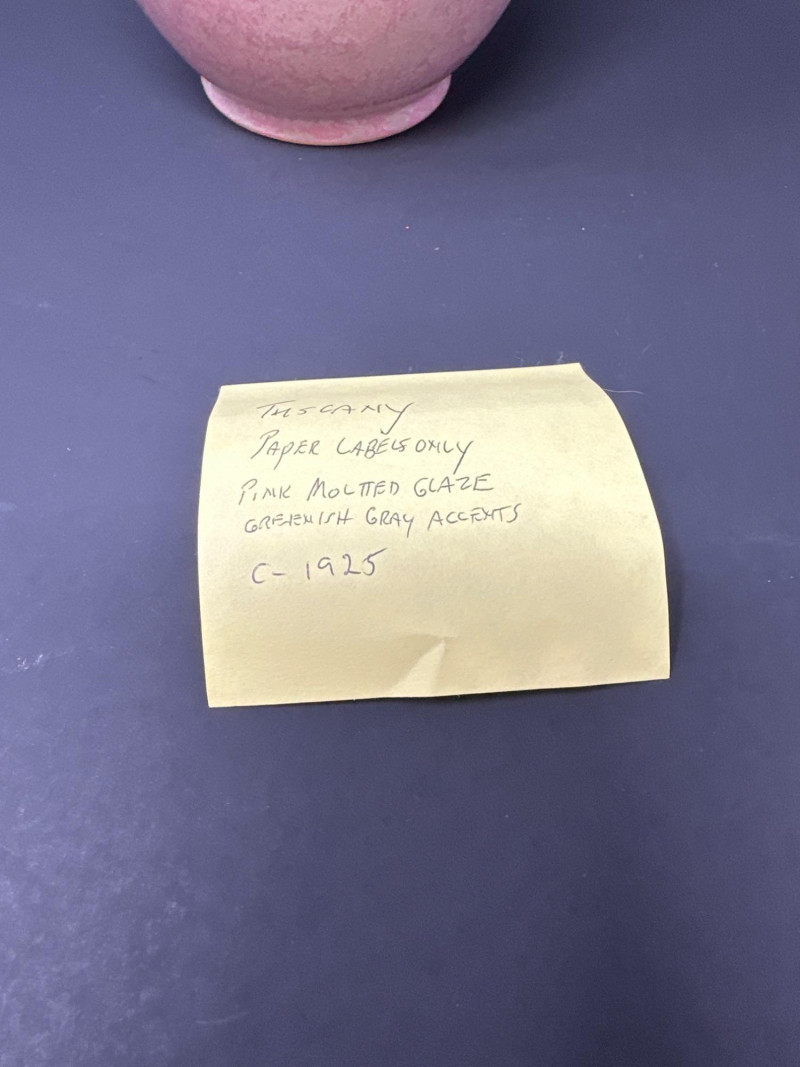 TUSCANY
PAPER LABELS ONLY
PINK MOLTTED GLAZE
GREENISH GRAY ACCENTS
C- 1925